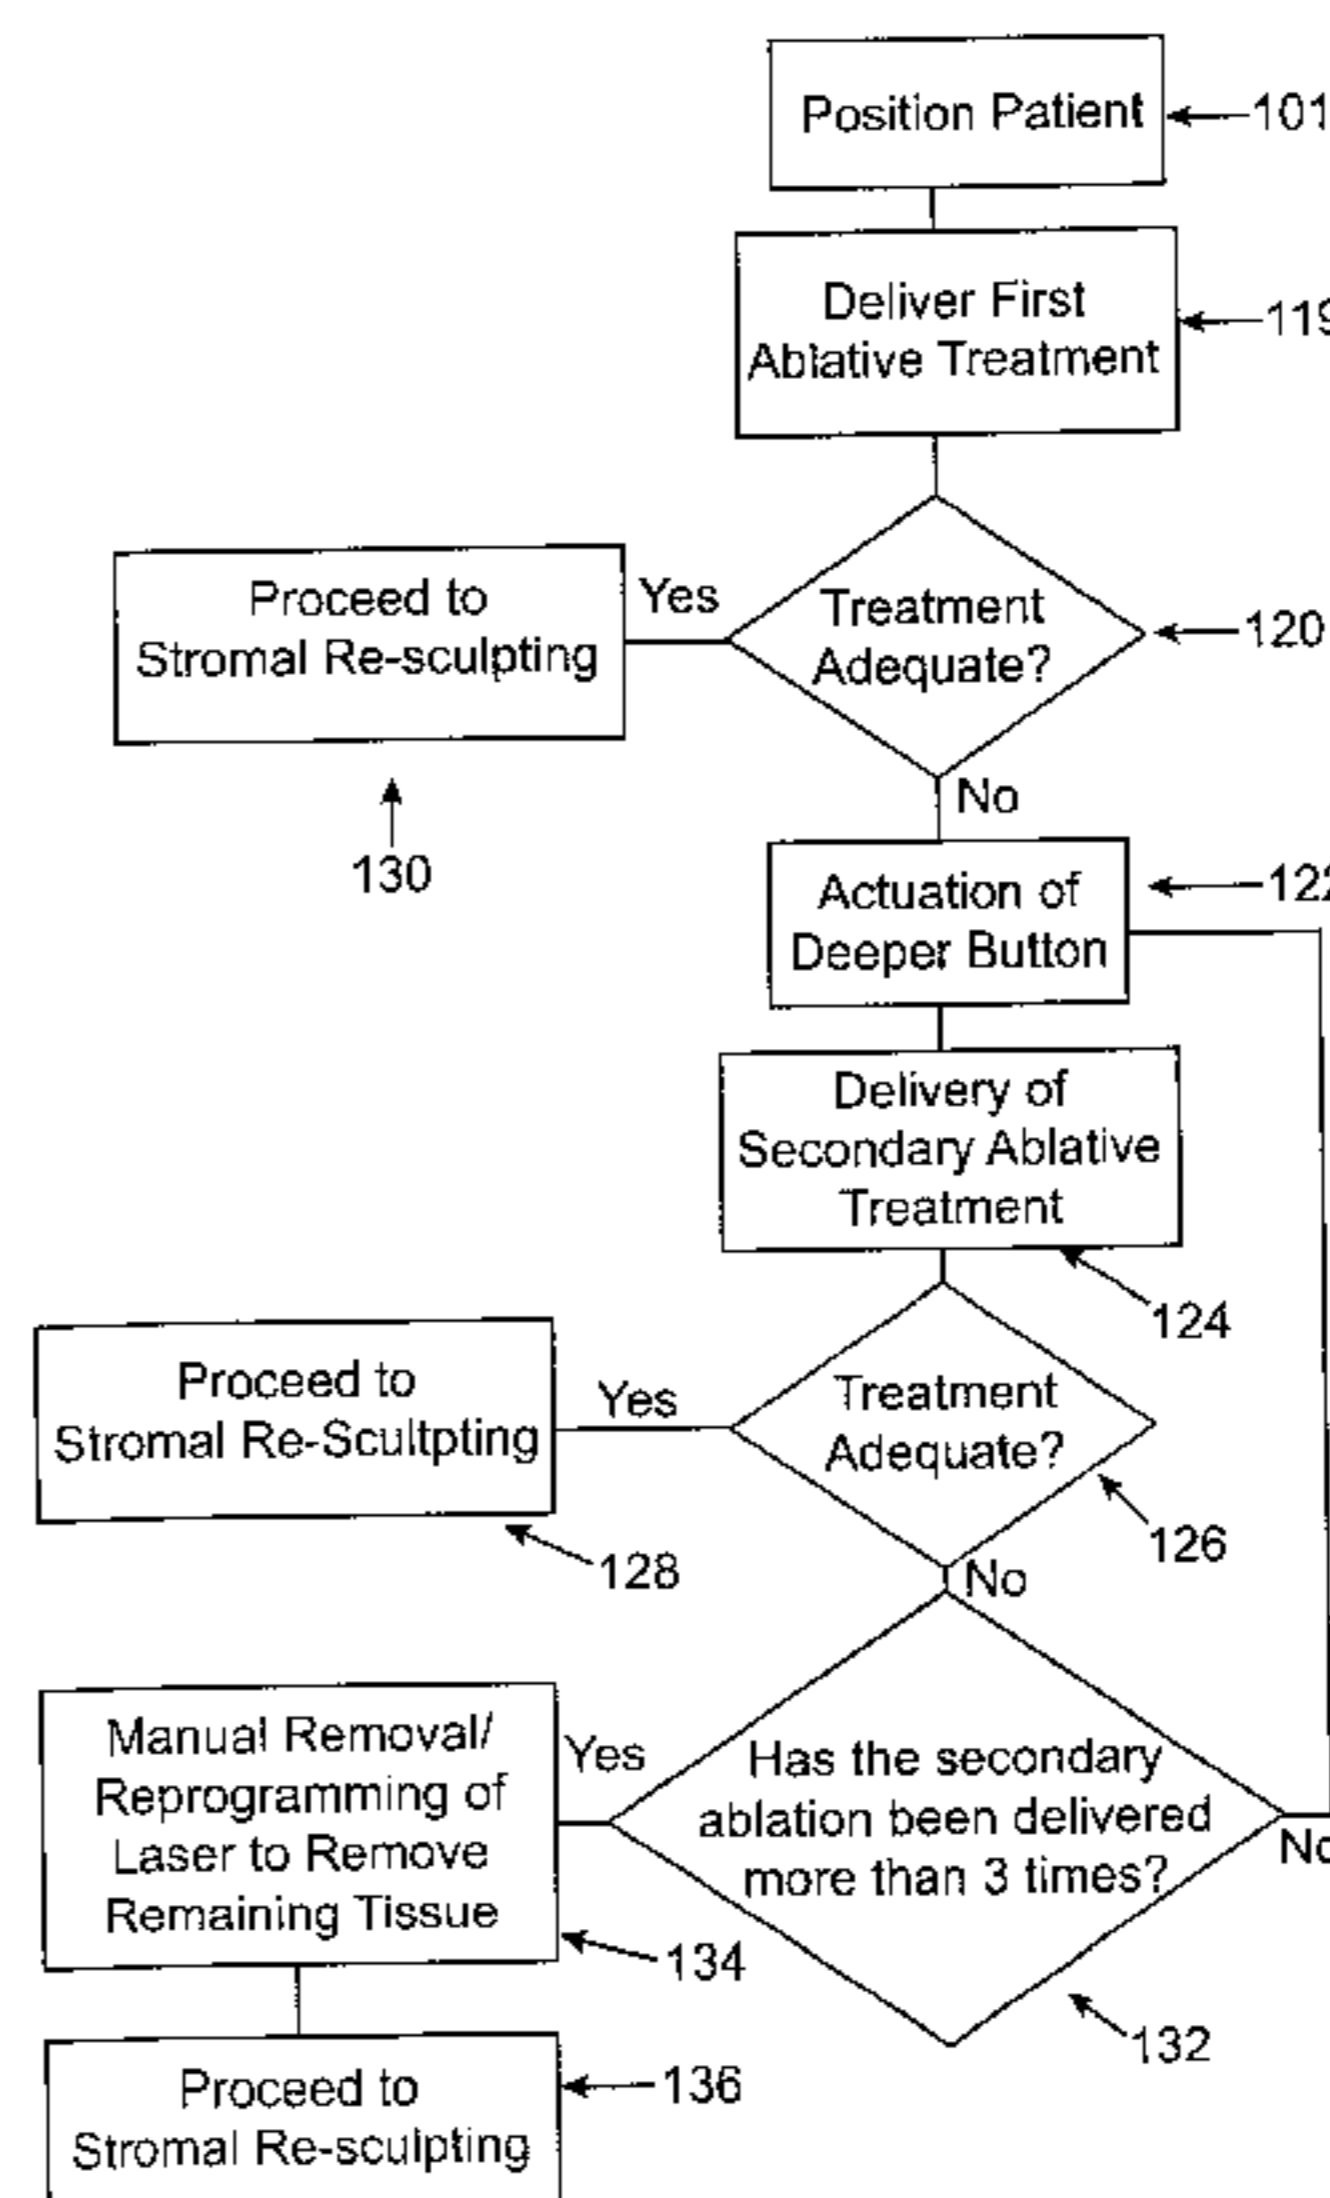 Position Patient
101
Deliver First
Ablative Treatment
119
Proceed to
Stromal Re-sculpting
Yes
Treatment
Adequate?
120
130
No
Actuation of
Deeper Button
122
Delivery of
Secondary Ablative
Treatment
124
Proceed to
Stromal Re-Scultpting
Yes
Treatment
Adequate?
126
128
No
Manual Removal/
Reprogramming of
Laser to Remove
Remaining Tissue
Yes
Has the secondary
ablation been delivered
more than 3 times?
No
134
132
Proceed to
Stromal Re-sculpting
136